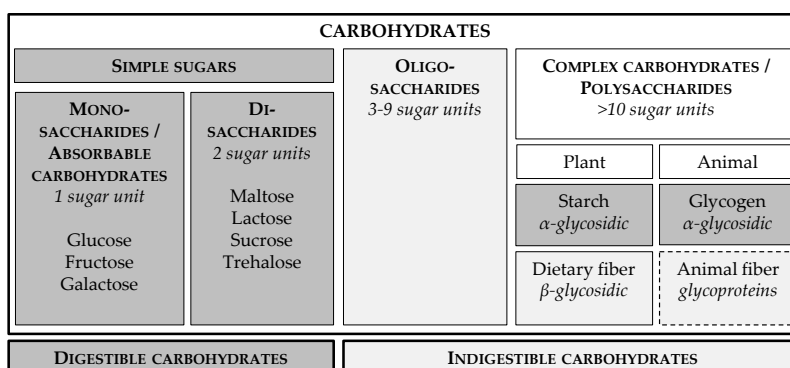 CARBOHYDRATES
SIMPLE SUGARS
MONO-
SACCHARIDES /
ABSORBABLE
CARBOHYDRATES
1 sugar unit
Glucose
Fructose
Galactose
DI-
SACCHARIDES
2 sugar units
Maltose
Lactose
Sucrose
Trehalose
OLIGO-
SACCHARIDES
3-9 sugar units
COMPLEX CARBOHYDRATES /
POLYSACCHARIDES
>10 sugar units
Plant
Animal
Starch
α-glycosidic
Glycogen
α-glycosidic
Dietary fiber
β-glycosidic
Animal fiber
glycoproteins
DIGESTIBLE CARBOHYDRATES
INDIGESTIBLE CARBOHYDRATES